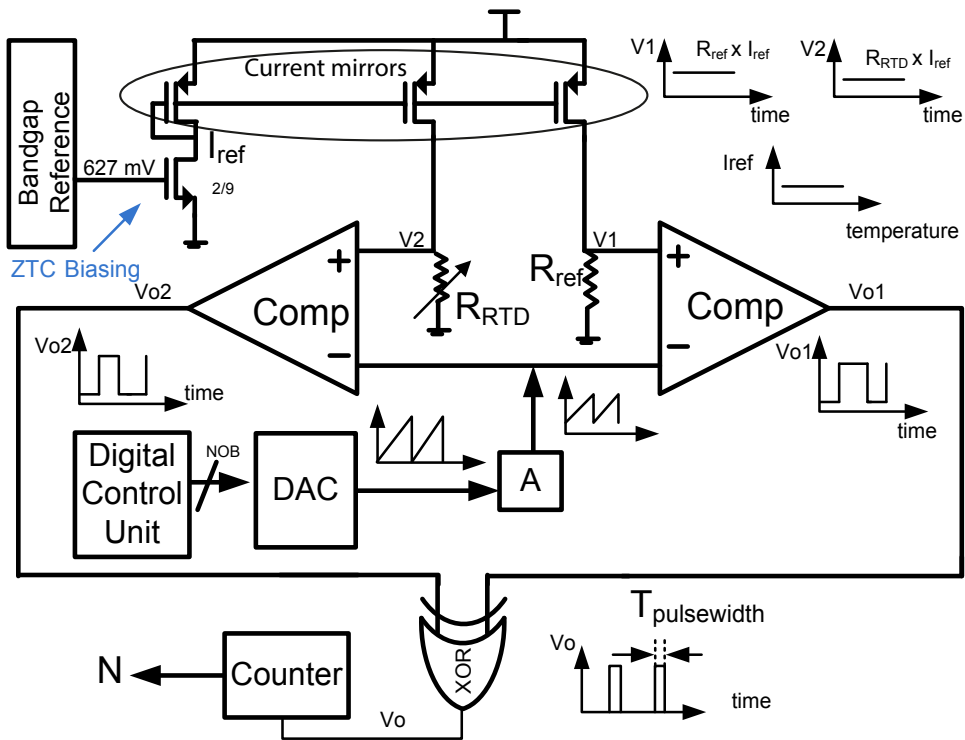 Bandgap
Reference
627 mV
ZTC Biasing
Current mirrors
Iref
2/9
V1
Rref x Iref
time
V2
RRTD x Iref
time
Iref
temperature
V2
V1
+
Comp
–
RRTD
Rref
+
Comp
–
Vo2
Vo1
Vo2
time
Vo1
time
Digital
Control
Unit
NOB
DAC
A
XOR
Tpulsewidth
Vo
time
N
Counter
Vo